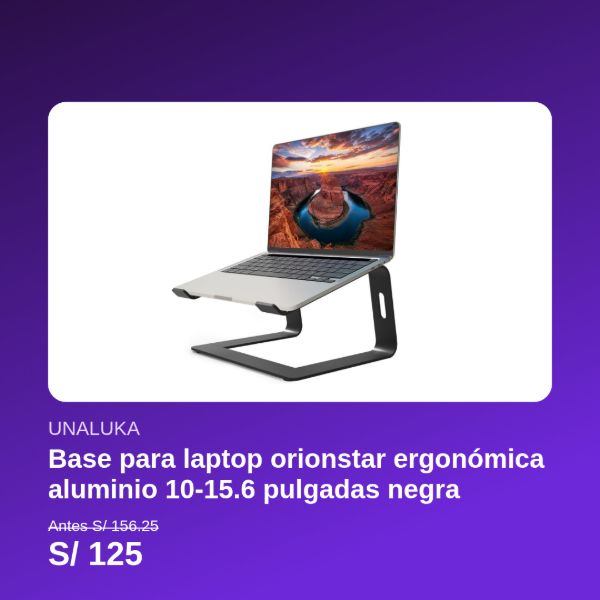 UNALUKA
Base para laptop orionstar ergonómica
aluminio 10-15.6 pulgadas negra
Antes S/ 156.25
S/ 125